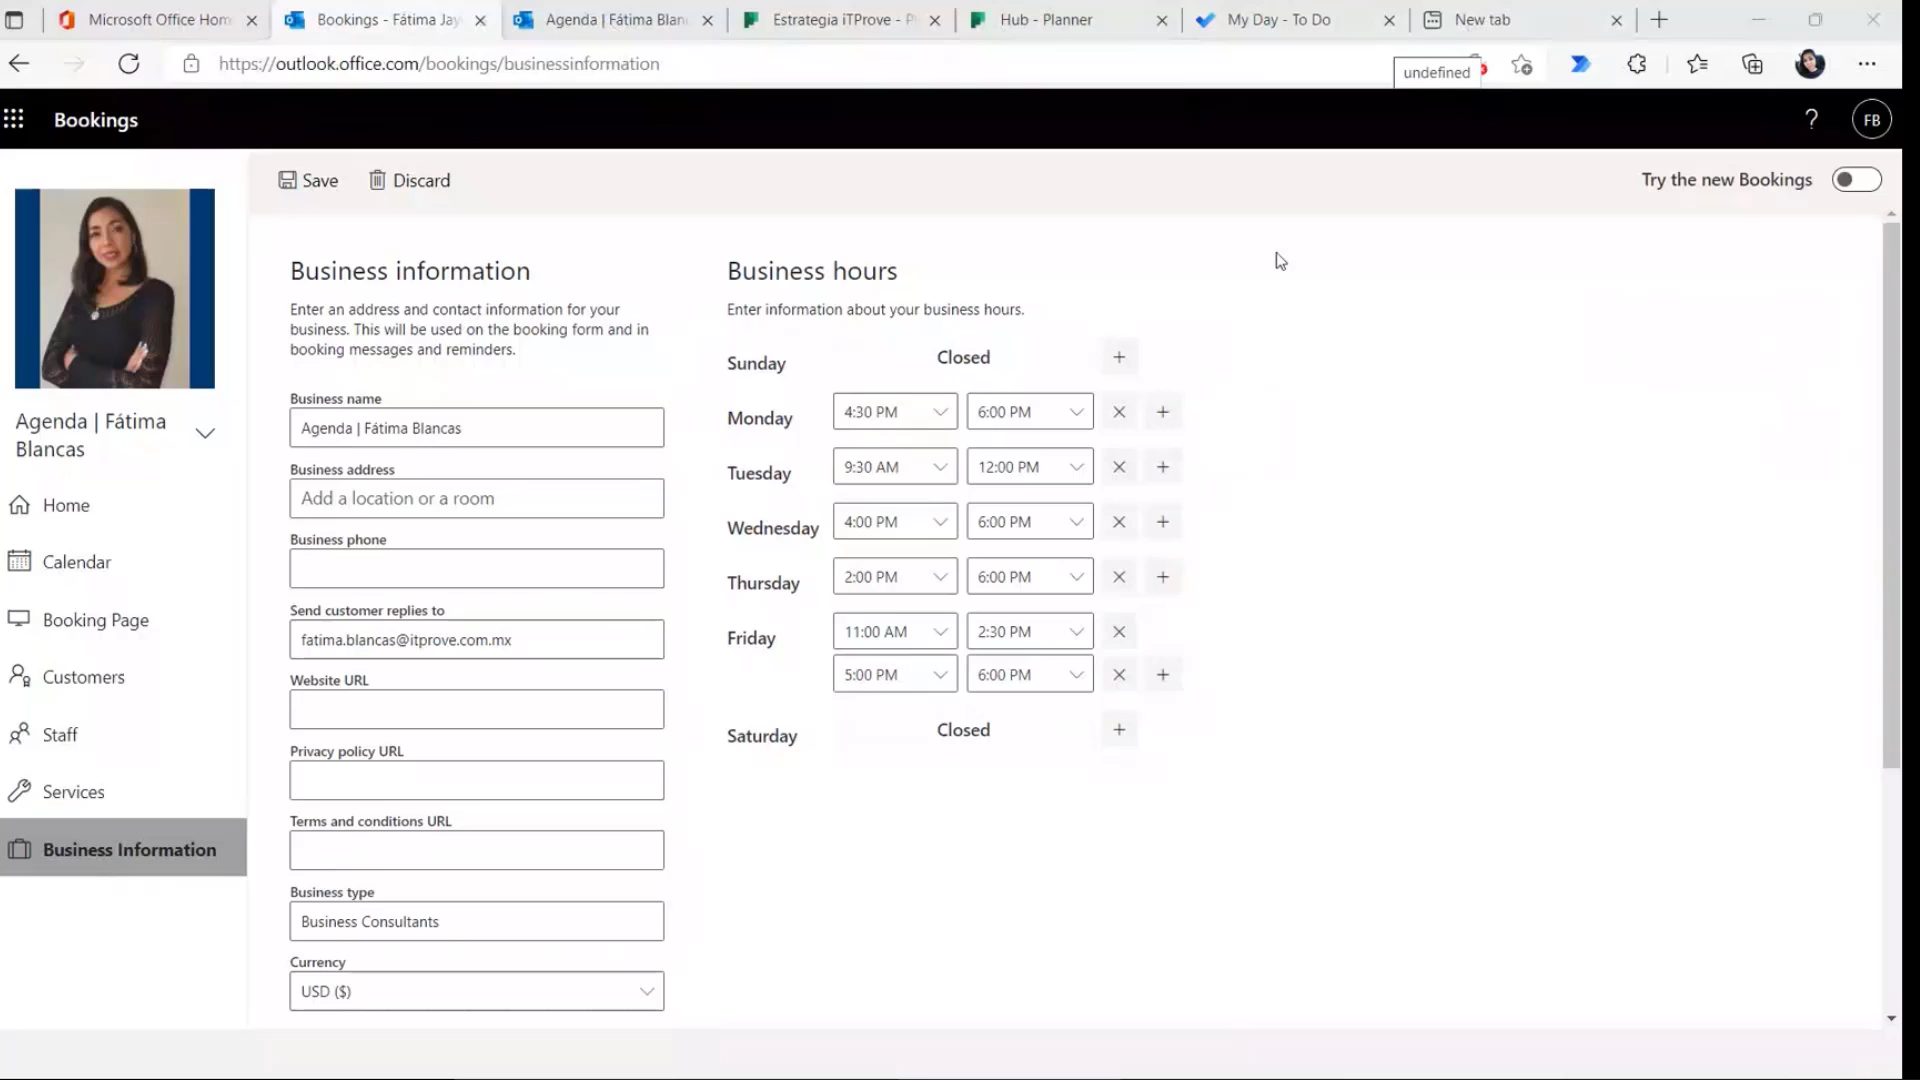 Microsoft Office Hom
Bookings - Fátima Jay
Agenda | Fátima Blan
Estrategia iTProve - P
Hub - Planner
My Day - To Do
New tab
https://outlook.office.com/bookings/businessinformation
undefined
Bookings
?
FB
Save
Discard
Try the new Bookings
Agenda | Fátima
Blancas
Home
Calendar
Booking Page
Customers
Staff
Services
Business Information
Business information
Enter an address and contact information for your
business. This will be used on the booking form and in
booking messages and reminders.
Business name
Agenda | Fátima Blancas
Business address
Add a location or a room
Business phone
Send customer replies to
fatima.blancas@itprove.com.mx
Website URL
Privacy policy URL
Terms and conditions URL
Business type
Business Consultants
Currency
USD ($)
Business hours
Enter information about your business hours.
Sunday Closed
Monday 4:30 PM 6:00 PM
Tuesday 9:30 AM 12:00 PM
Wednesday 4:00 PM 6:00 PM
Thursday 2:00 PM 6:00 PM
Friday 11:00 AM 2:30 PM
5:00 PM 6:00 PM
Saturday Closed